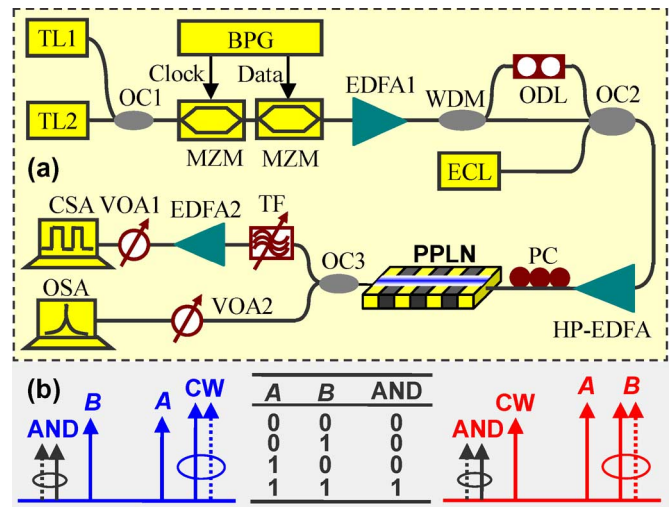 TL1
BPG
Clock
Data
EDFA1
WDM
ODL
OC2
TL2
OC1
MZM
MZM
ECL
(a)
CSA
VOA1
EDFA2
TF
OC3
PPLN
PC
HP-EDFA
OSA
VOA2
(b)
AND
B
A
CW
A B AND
0 0 0
0 1 0
1 0 0
1 1 1
AND
CW
A
B